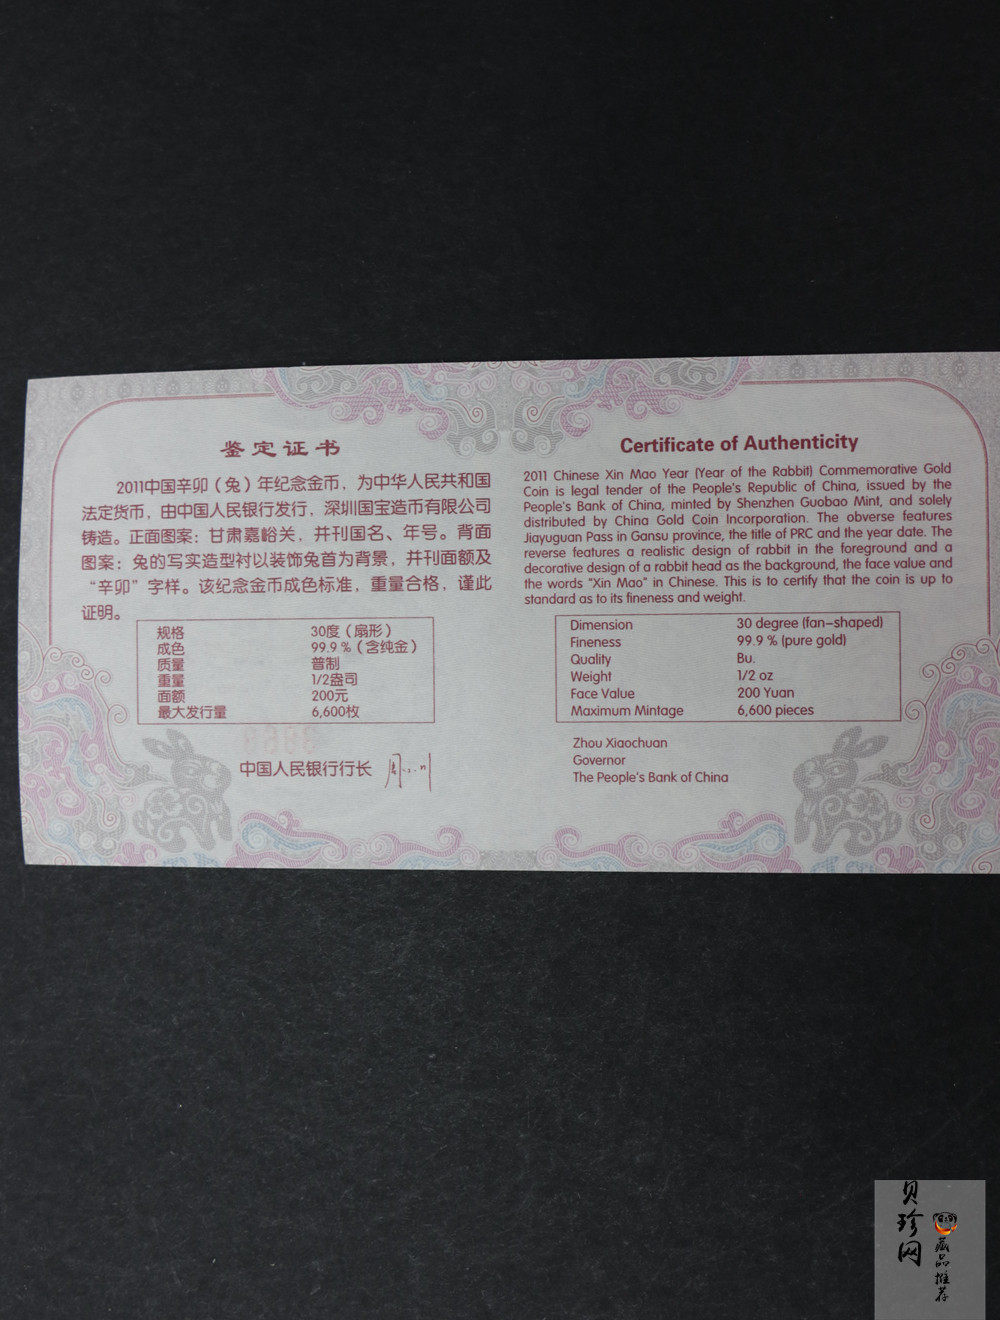 鉴定证书
2011中国辛卯（兔）年纪念金币，为中华人民共和国
法定货币，由中国人民银行发行，深圳国宝造币有限公司
铸造。正面图案：甘肃嘉峪关，并刊国名、年号。背面
图案：兔的写实造型衬以装饰兔首为背景，并刊面额及
“辛卯”字样。该纪念金币成色标准，重量合格，谨此
证明。
规格 30度（扇形）
成色 99.9％（含纯金）
质量 普制
重量 1/2盎司
面额 200元
最大发行量 6,600枚
中国人民银行行长
Certificate of Authenticity
2011 Chinese Xin Mao Year (Year of the Rabbit) Commemorative Gold
Coin is legal tender of the People's Republic of China, issued by the
People's Bank of China, minted by Shenzhen Guobao Mint, and solely
distributed by China Gold Coin Incorporation. The obverse features
Jiayuguan Pass in Gansu province, the title of PRC and the year date. The
reverse features a realistic design of rabbit in the foreground and a
decorative design of a rabbit head as the background, the face value and
the words "Xin Mao" in Chinese. This is to certify that the coin is up to
standard as to its fineness and weight.
Dimension 30 degree (fan-shaped)
Fineness 99.9 % (pure gold)
Quality Bu.
Weight 1/2 oz
Face Value 200 Yuan
Maximum Mintage 6,600 pieces
Zhou Xiaochuan
Governor
The People's Bank of China
贝珍网
藏品推荐